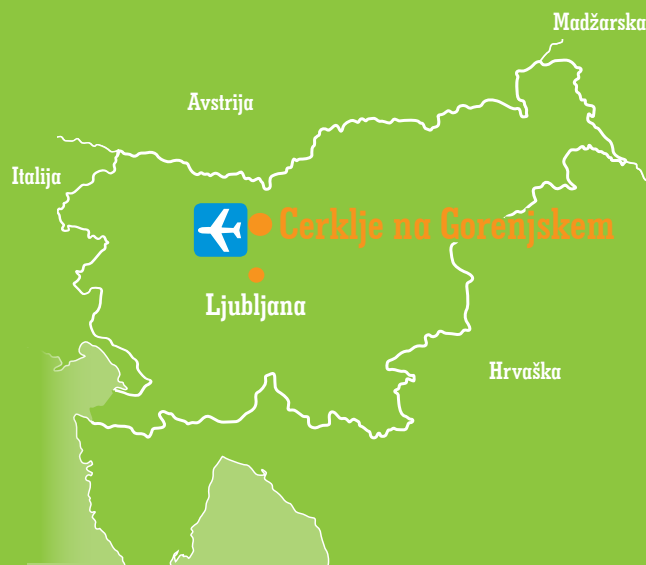 Madžarska
Avstrija
Italija
Cerklje na Gorenjskem
Ljubljana
Hrvaška